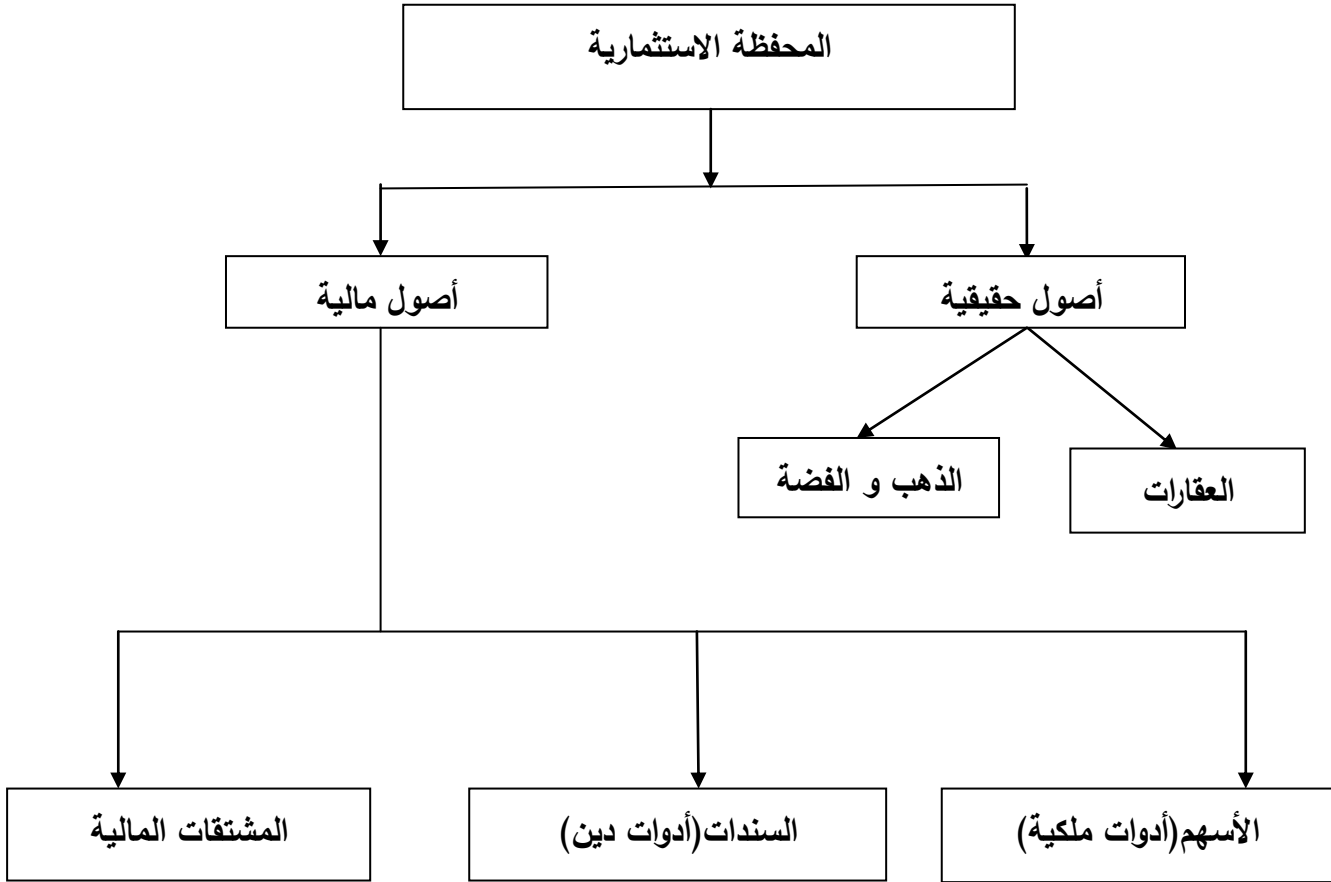 المحفظة الاستثمارية
أصول حقيقية
أصول مالية
العقارات
الذهب و الفضة
الأسهم(أدوات ملكية)
السندات(أدوات دين)
المشتقات المالية